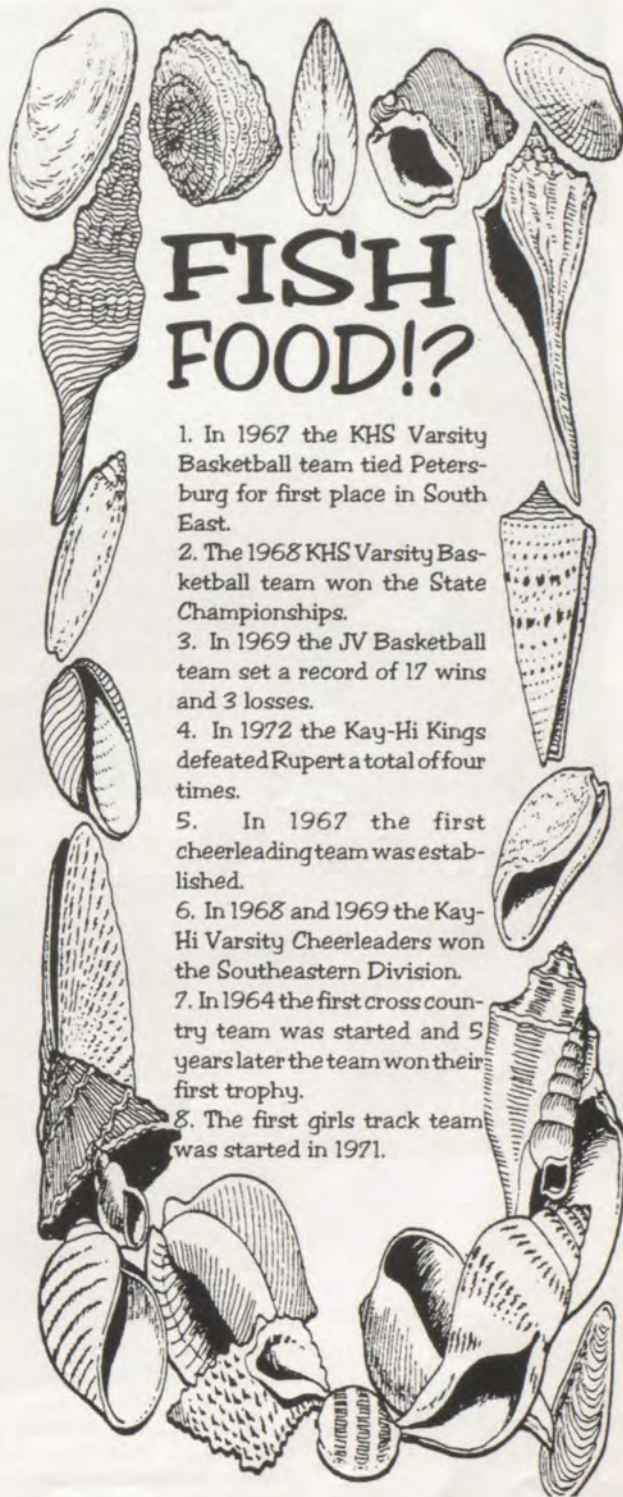 FISH
FOOD!?
1. In 1967 the KHS Varsity
Basketball team tied Peters-
burg for first place in South
East.
2. The 1968 KHS Varsity Bas-
ketball team won the State
Championships.
3. In 1969 the JV Basketball
team set a record of 17 wins
and 3 losses.
4. In 1972 the Kay-Hi Kings
defeated Rupert a total of four
times.
5. In 1967 the first
cheerleading team was estab-
lished.
6. In 1968 and 1969 the Kay-
Hi Varsity Cheerleaders won
the Southeastern Division.
7. In 1964 the first cross coun-
try team was started and 5
years later the team won their
first trophy.
8. The first girls track team
was started in 1971.